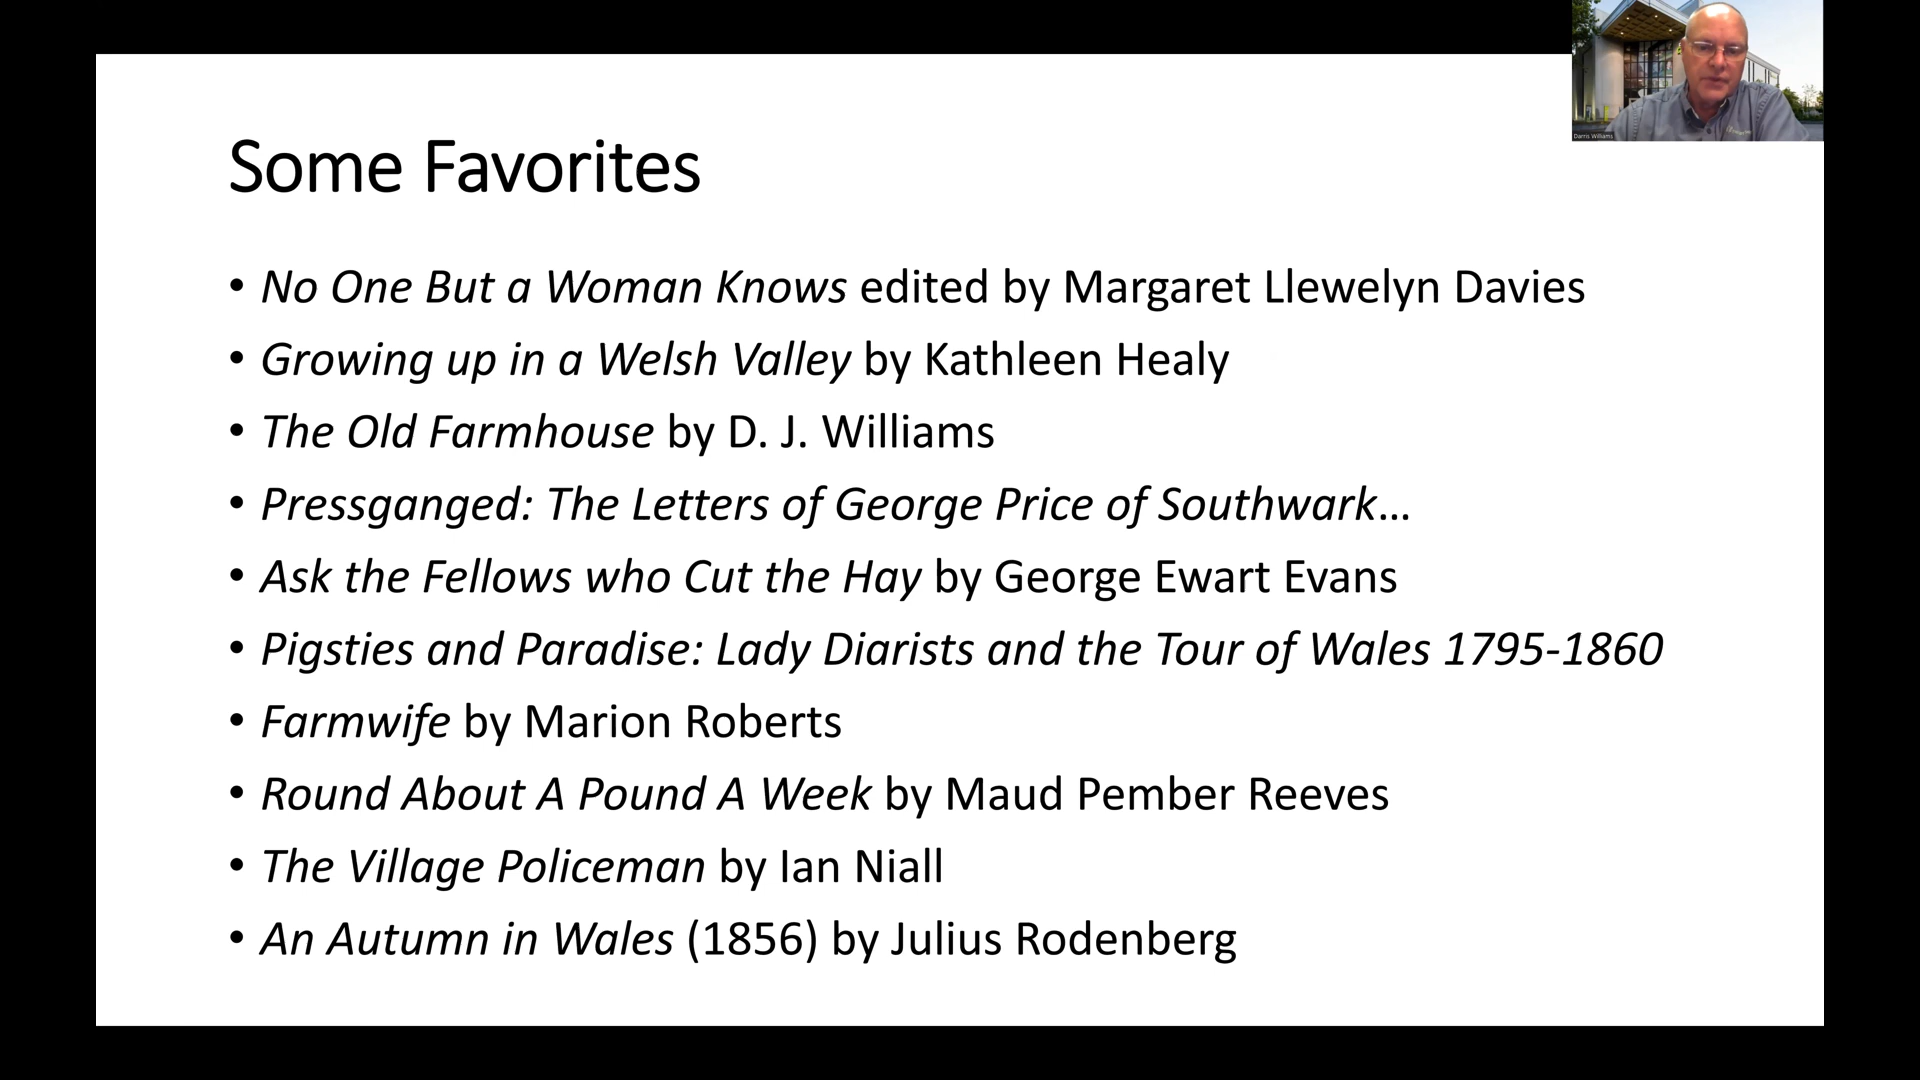 Darris Williams
Some Favorites
• No One But a Woman Knows edited by Margaret Llewelyn Davies
• Growing up in a Welsh Valley by Kathleen Healy
• The Old Farmhouse by D. J. Williams
• Pressganged: The Letters of George Price of Southwark…
• Ask the Fellows who Cut the Hay by George Ewart Evans
• Pigsties and Paradise: Lady Diarists and the Tour of Wales 1795-1860
• Farmwife by Marion Roberts
• Round About A Pound A Week by Maud Pember Reeves
• The Village Policeman by Ian Niall
• An Autumn in Wales (1856) by Julius Rodenberg